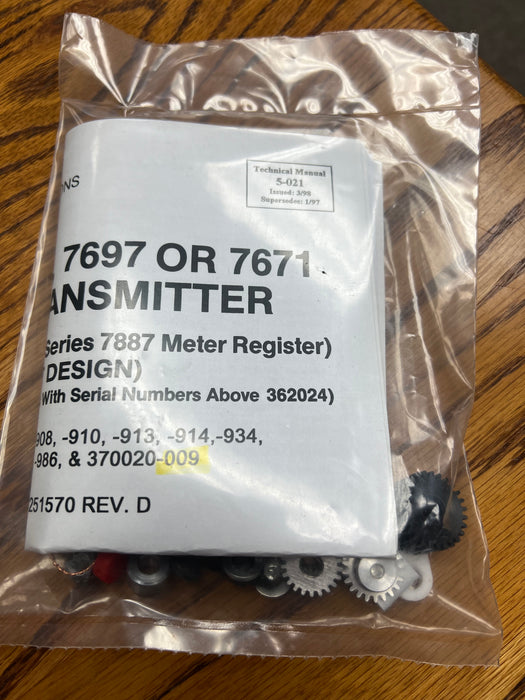 ONS
Technical Manual
5-021
Issued: 3/98
Supersedes: 1/97
7697 OR 7671
ANSMITTER
Series 7887 Meter Register)
DESIGN)
With Serial Numbers Above 362024)
908, -910, -913, -914,-934,
-986, & 370020-009
251570 REV. D